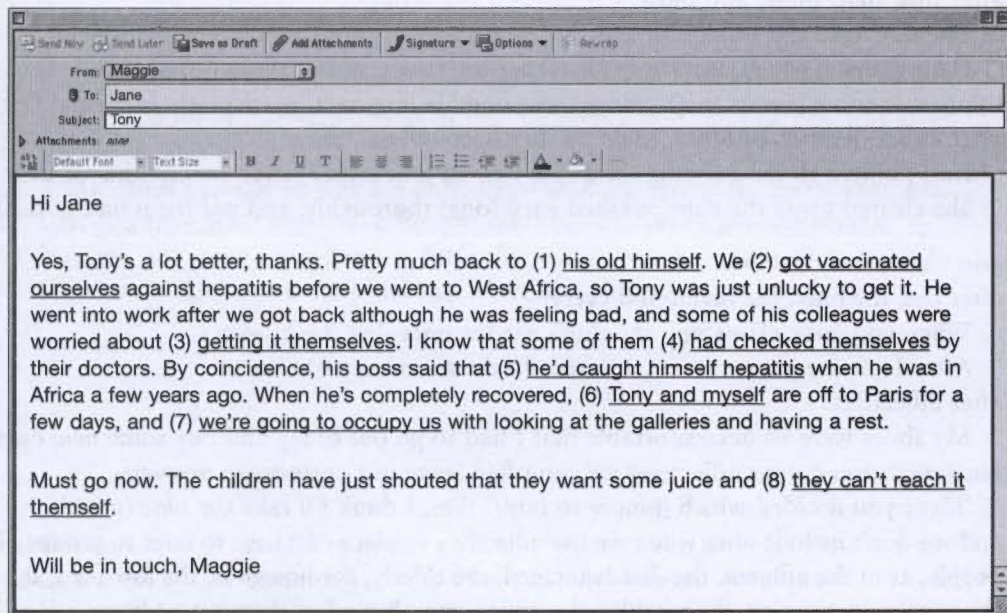 Send Now Send Later Save as Draft Add Attachments Signature Options Rewrap
From: Maggie
To: Jane
Subject: Tony
Attachments: none
Default Font Text Size B I U T
Hi Jane
Yes, Tony's a lot better, thanks. Pretty much back to (1) his old himself. We (2) got vaccinated
ourselves against hepatitis before we went to West Africa, so Tony was just unlucky to get it. He
went into work after we got back although he was feeling bad, and some of his colleagues were
worried about (3) getting it themselves. I know that some of them (4) had checked themselves by
their doctors. By coincidence, his boss said that (5) he'd caught himself hepatitis when he was in
Africa a few years ago. When he's completely recovered, (6) Tony and myself are off to Paris for a
few days, and (7) we're going to occupy us with looking at the galleries and having a rest.
Must go now. The children have just shouted that they want some juice and (8) they can't reach it
themself.
Will be in touch, Maggie